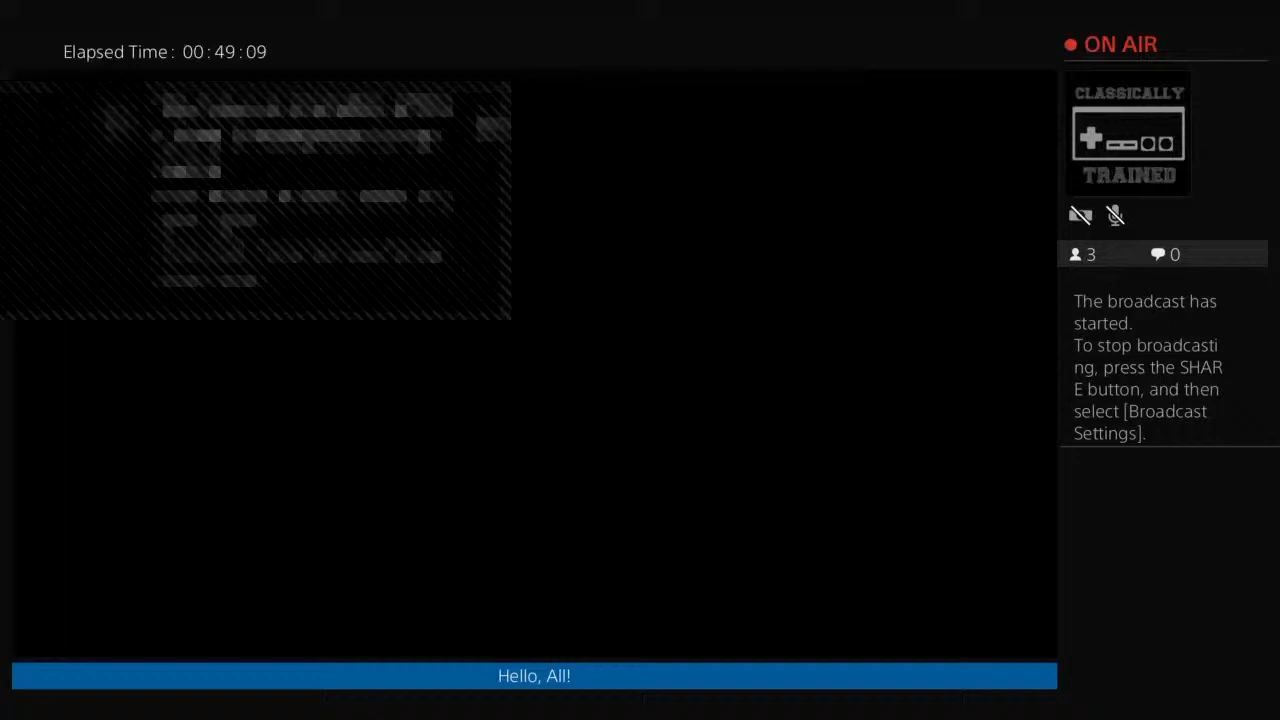 Elapsed Time: 00:49:09
ON AIR
CLASSICALLY
TRAINED
3 0
The broadcast has
started.
To stop broadcasti
ng, press the SHAR
E button, and then
select [Broadcast
Settings].
Hello, All!